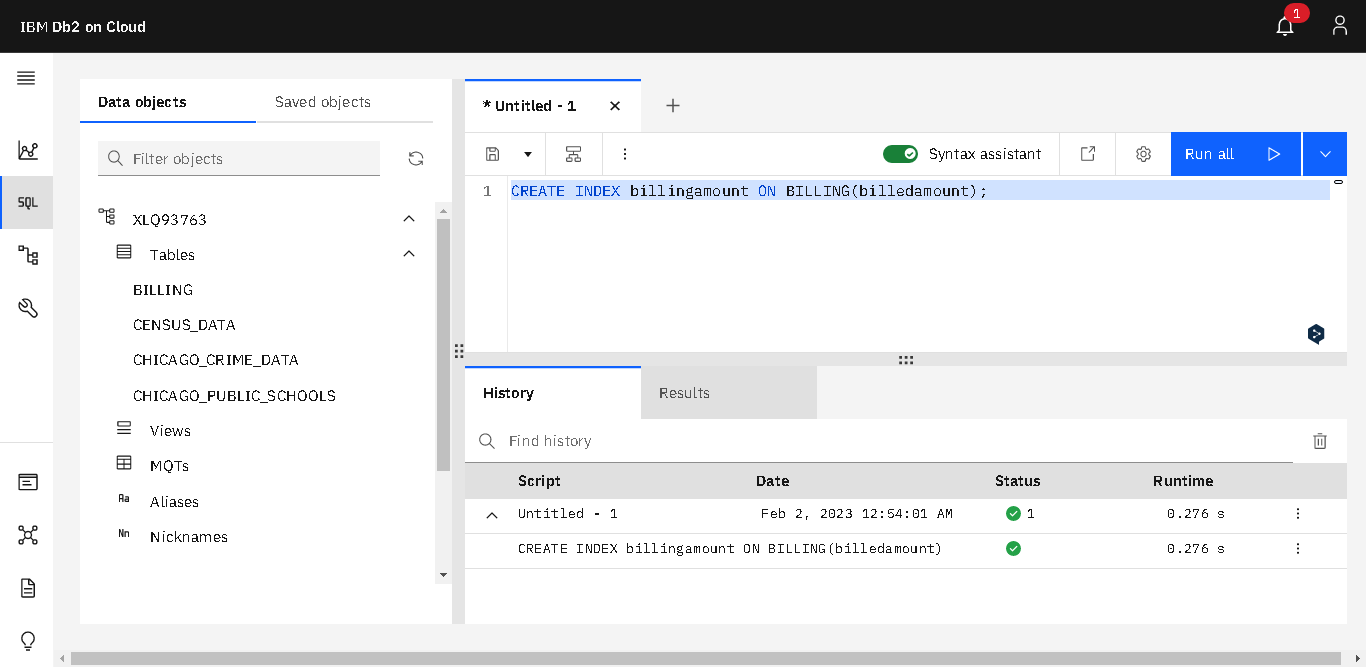 IBM Db2 on Cloud
1
Data objects
Saved objects
Filter objects
SQL
XLQ93763
Tables
BILLING
CENSUS_DATA
CHICAGO_CRIME_DATA
CHICAGO_PUBLIC_SCHOOLS
Views
MQTs
Aa Aliases
Nn Nicknames
* Untitled - 1
Syntax assistant
Run all
1 CREATE INDEX billingamount ON BILLING(billedamount);
History
Results
Find history
Script Date Status Runtime
Untitled - 1 Feb 2, 2023 12:54:01 AM 1 0.276 s
CREATE INDEX billingamount ON BILLING(billedamount) 0.276 s